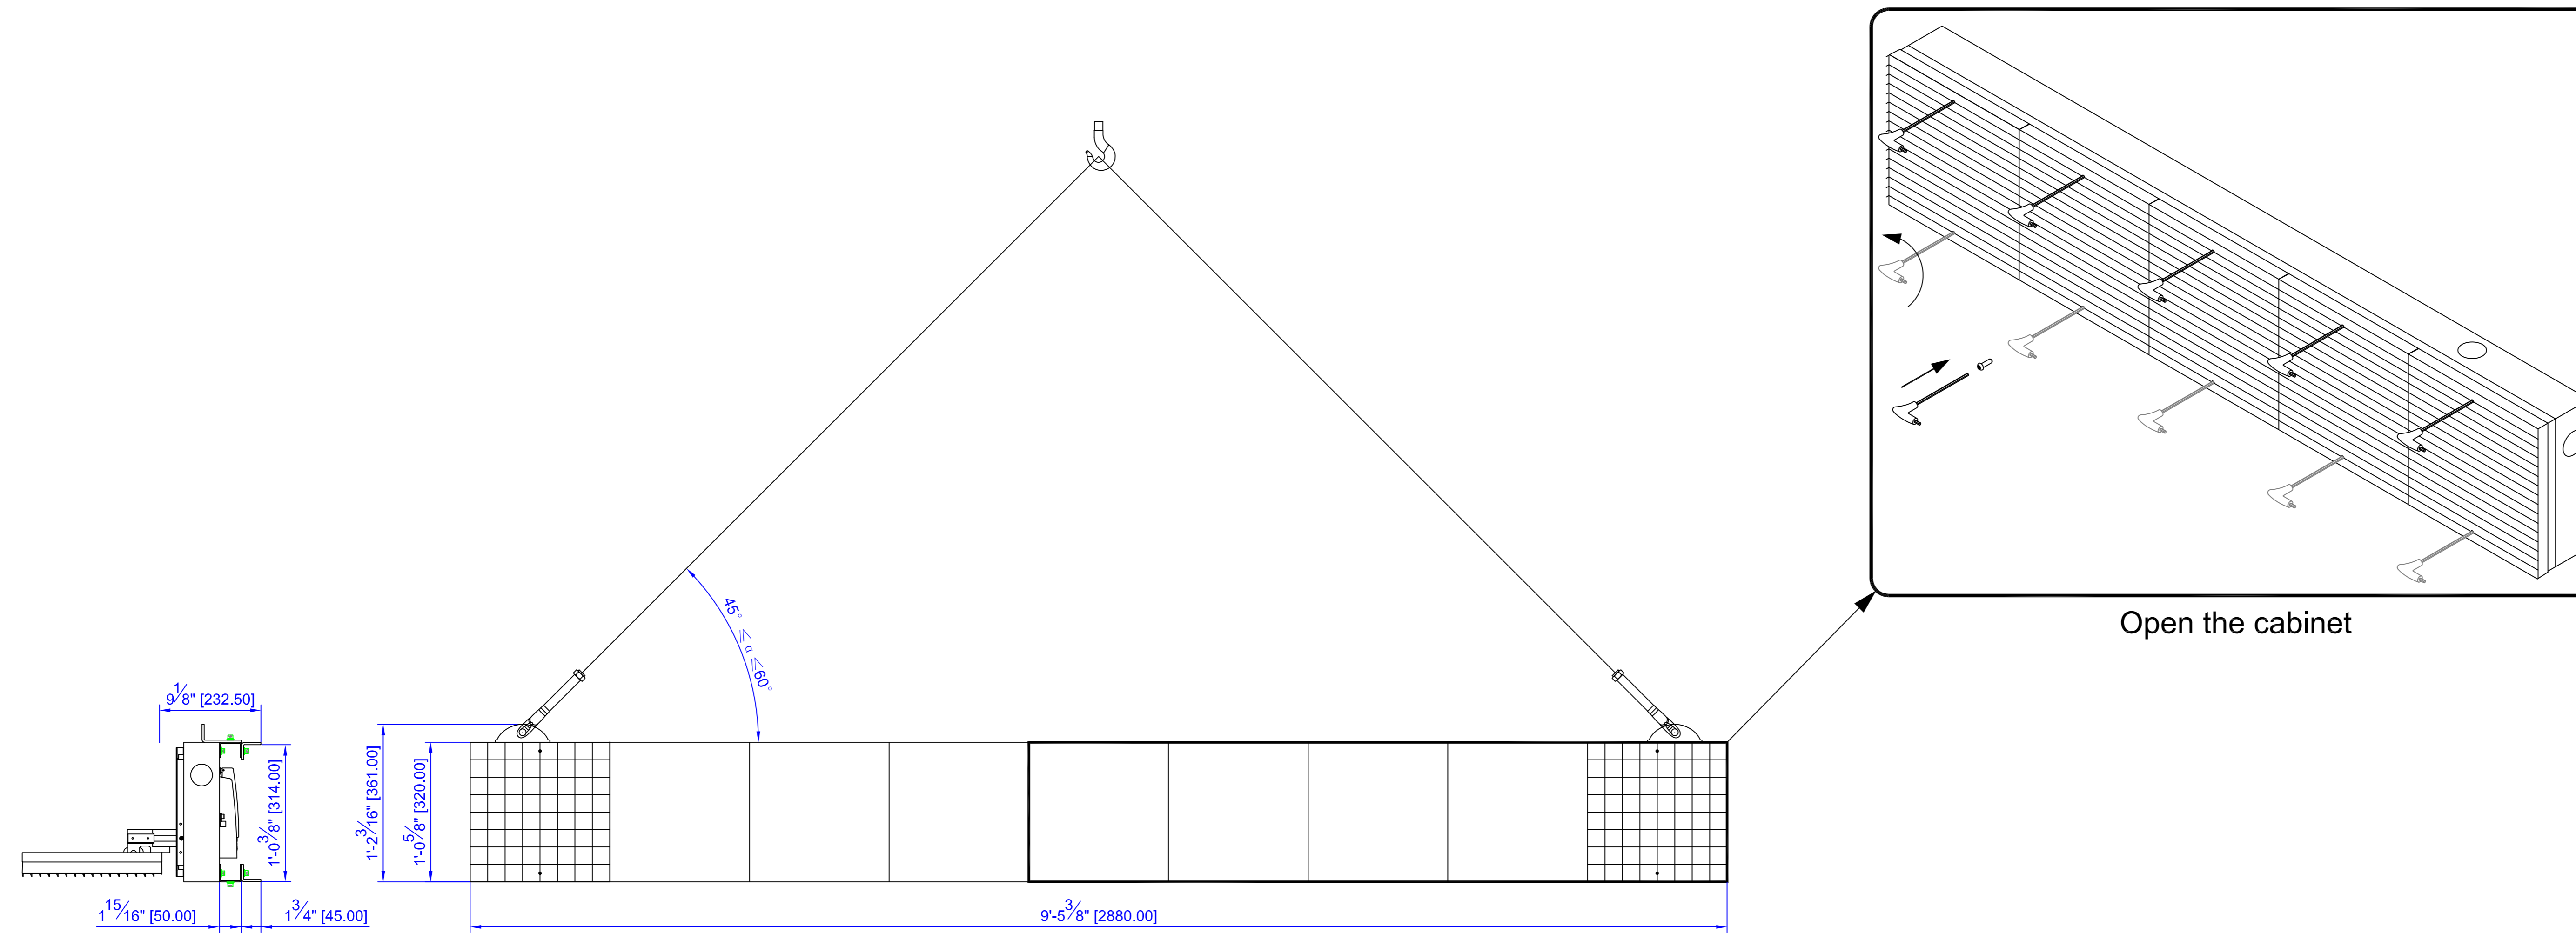 Open the cabinet
45° ≤ α ≤60°
9 1/8" [232.50]
1'-0 3/8" [314.00]
1'-2 3/16" [361.00]
1'-0 5/8" [320.00]
1 15/16" [50.00]
1 3/4" [45.00]
9'-5 3/8" [2880.00]